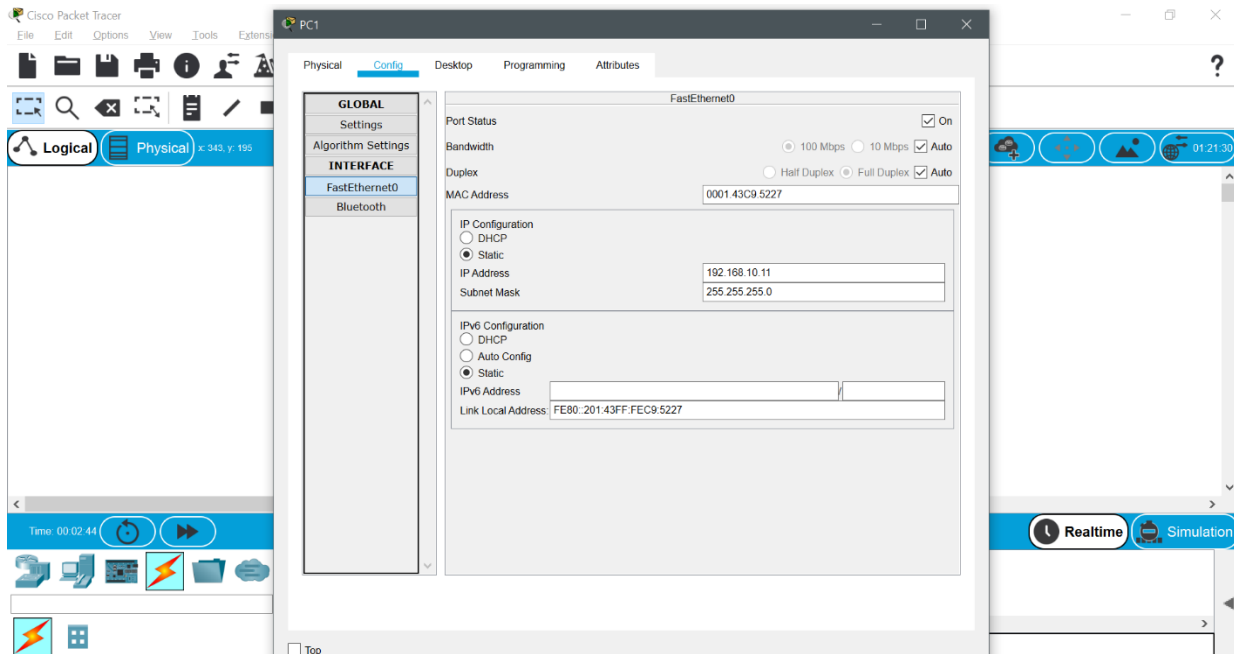 Cisco Packet Tracer
File Edit Options View Tools Extensi
PC1
Physical Config Desktop Programming Attributes
?
GLOBAL
Settings
Algorithm Settings
INTERFACE
FastEthernet0
Bluetooth
FastEthernet0
Port Status On
Bandwidth 100 Mbps 10 Mbps Auto
Duplex Half Duplex Full Duplex Auto
MAC Address 0001.43C9.5227
IP Configuration
DHCP
Static
IP Address 192.168.10.11
Subnet Mask 255.255.255.0
IPv6 Configuration
DHCP
Auto Config
Static
IPv6 Address /
Link Local Address: FE80::201:43FF:FEC9:5227
Top
Logical Physical x: 343, y: 195
01:21:30
Time: 00:02:44
Realtime Simulation